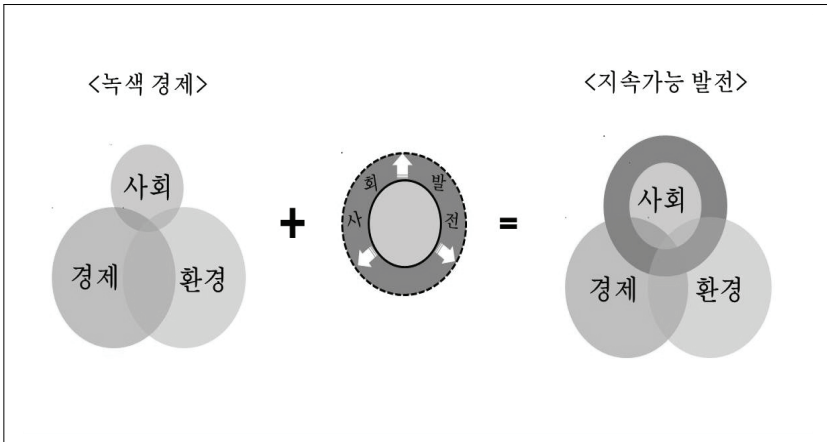 <녹색 경제>
사회
경제
환경
+
사회발전
=
<지속가능 발전>
사회
경제
환경